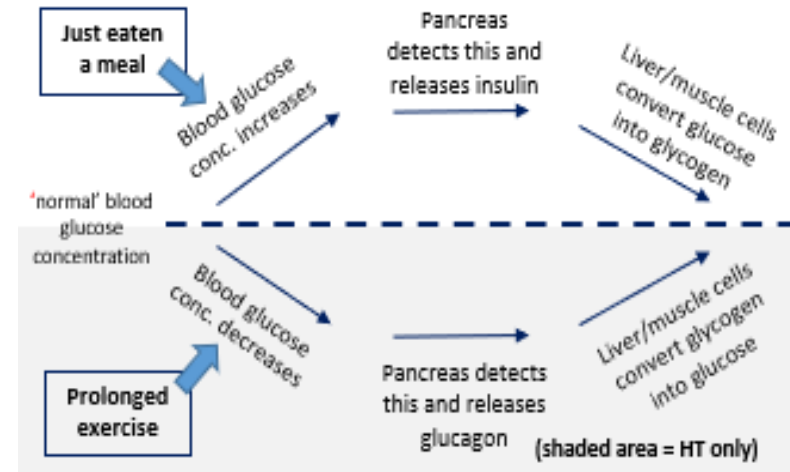 Just eaten
a meal
Blood glucose
conc. increases
Pancreas
detects this and
releases insulin
Liver/muscle cells
convert glucose
into glycogen
‘normal’ blood
glucose
concentration
Blood glucose
conc. decreases
Prolonged
exercise
Pancreas detects
this and releases
glucagon
Liver/muscle cells
convert glycogen
into glucose
(shaded area = HT only)